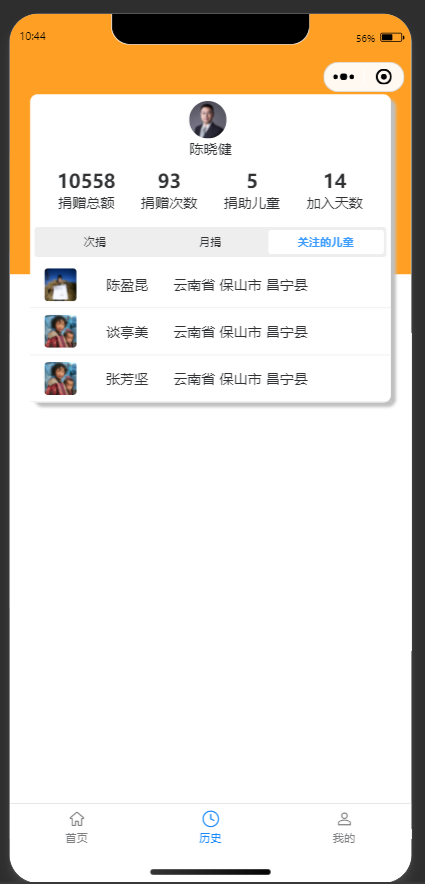 10:44
56%
陈晓健
10558 93 5 14
捐赠总额 捐赠次数 捐助儿童 加入天数
次捐 月捐 关注的儿童
陈盈昆 云南省 保山市 昌宁县
谈亭美 云南省 保山市 昌宁县
张芳坚 云南省 保山市 昌宁县
首页 历史 我的